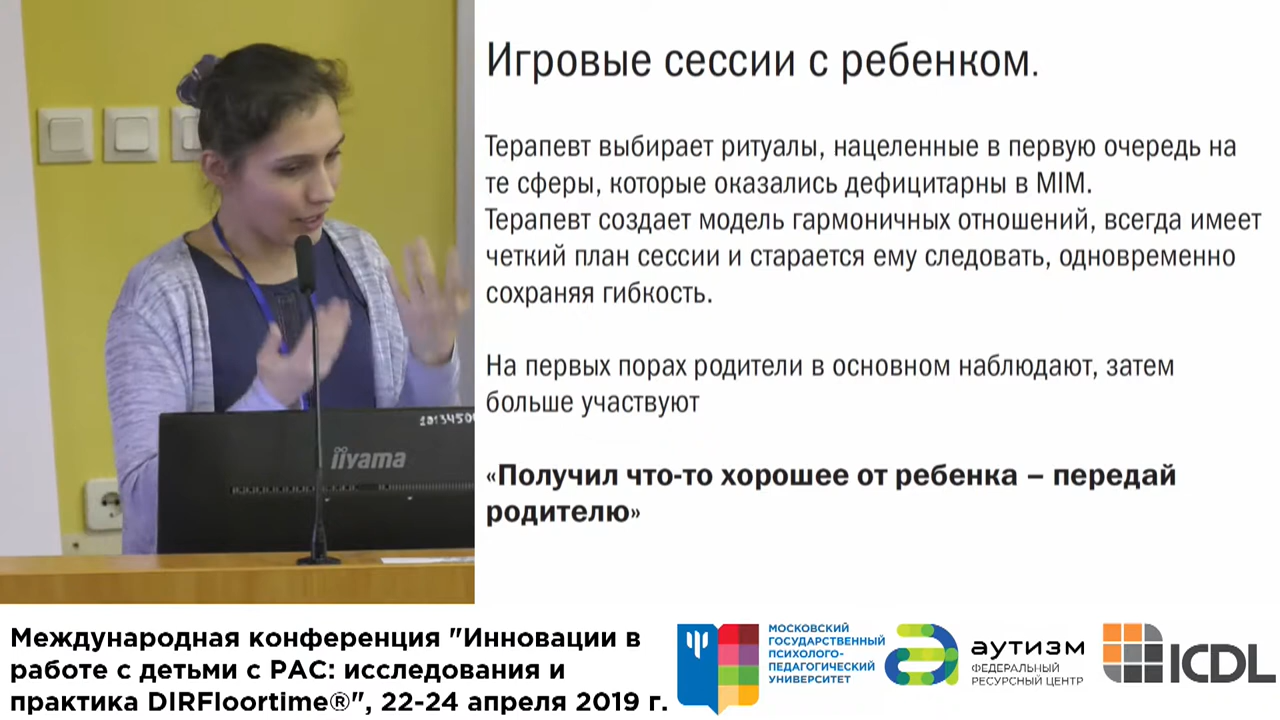 Игровые сессии с ребенком.
Терапевт выбирает ритуалы, нацеленные в первую очередь на
те сферы, которые оказались дефицитарны в MIM.
Терапевт создает модель гармоничных отношений, всегда имеет
четкий план сессии и старается ему следовать, одновременно
сохраняя гибкость.
На первых порах родители в основном наблюдают, затем
больше участвуют
«Получил что-то хорошее от ребенка – передай
родителю»
iiyama
Международная конференция "Инновации в
работе с детьми с РАС: исследования и
практика DIRFloortime®", 22-24 апреля 2019 г.
МОСКОВСКИЙ
ГОСУДАРСТВЕННЫЙ
ПСИХОЛОГО-
ПЕДАГОГИЧЕСКИЙ
УНИВЕРСИТЕТ
аутизм
ФЕДЕРАЛЬНЫЙ
РЕСУРСНЫЙ ЦЕНТР
ICDL